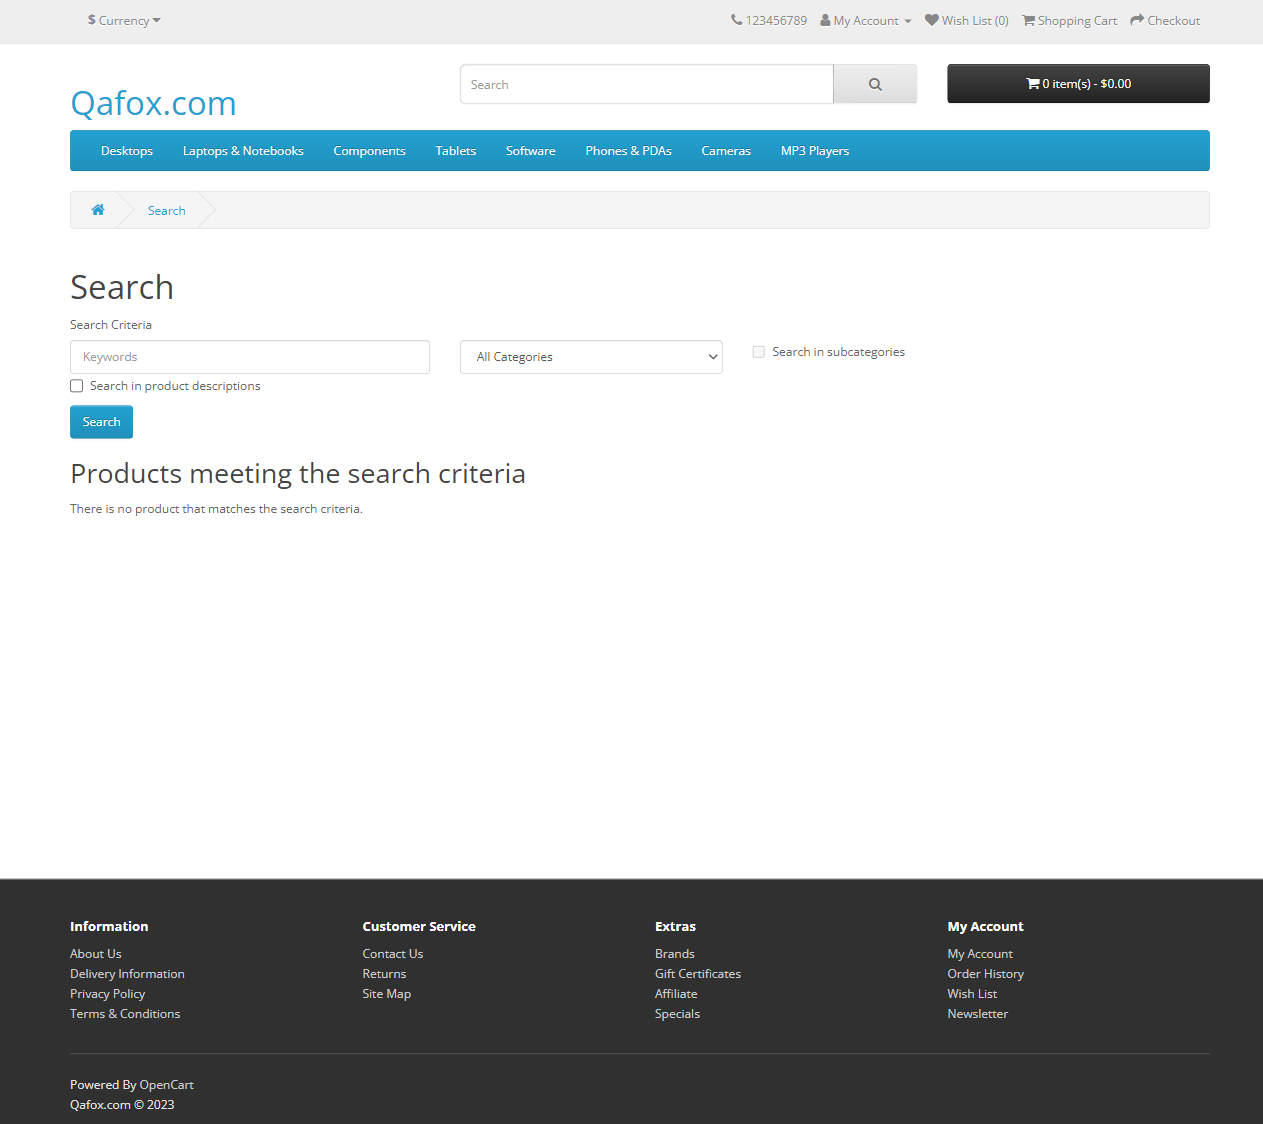 $ Currency
123456789 My Account Wish List (0) Shopping Cart Checkout
Qafox.com
Search
0 item(s) - $0.00
Desktops Laptops & Notebooks Components Tablets Software Phones & PDAs Cameras MP3 Players
Search
Search
Search Criteria
Keywords
All Categories
Search in subcategories
Search in product descriptions
Search
Products meeting the search criteria
There is no product that matches the search criteria.
Information
About Us
Delivery Information
Privacy Policy
Terms & Conditions
Customer Service
Contact Us
Returns
Site Map
Extras
Brands
Gift Certificates
Affiliate
Specials
My Account
My Account
Order History
Wish List
Newsletter
Powered By OpenCart
Qafox.com © 2023